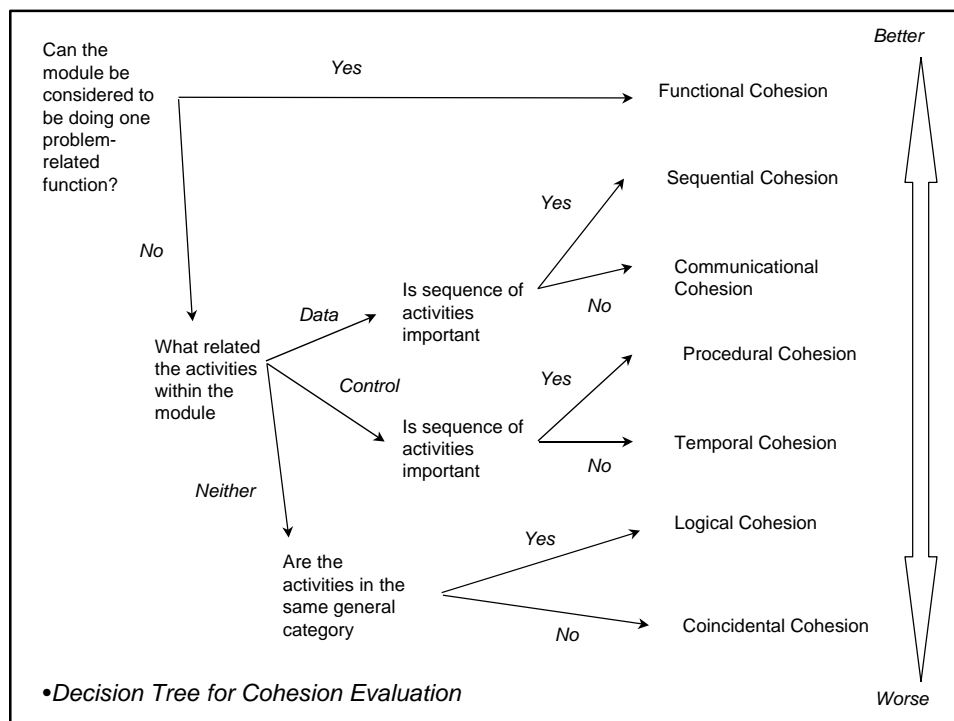 Can the
module be
considered to
be doing one
problem-
related
function?
Yes
Functional Cohesion
Better
No
What related
the activities
within the
module
Data
Is sequence of
activities
important
Yes
Sequential Cohesion
No
Communicational
Cohesion
Control
Is sequence of
activities
important
Yes
Procedural Cohesion
No
Temporal Cohesion
Neither
Are the
activities in the
same general
category
Yes
Logical Cohesion
No
Coincidental Cohesion
Worse
•Decision Tree for Cohesion Evaluation